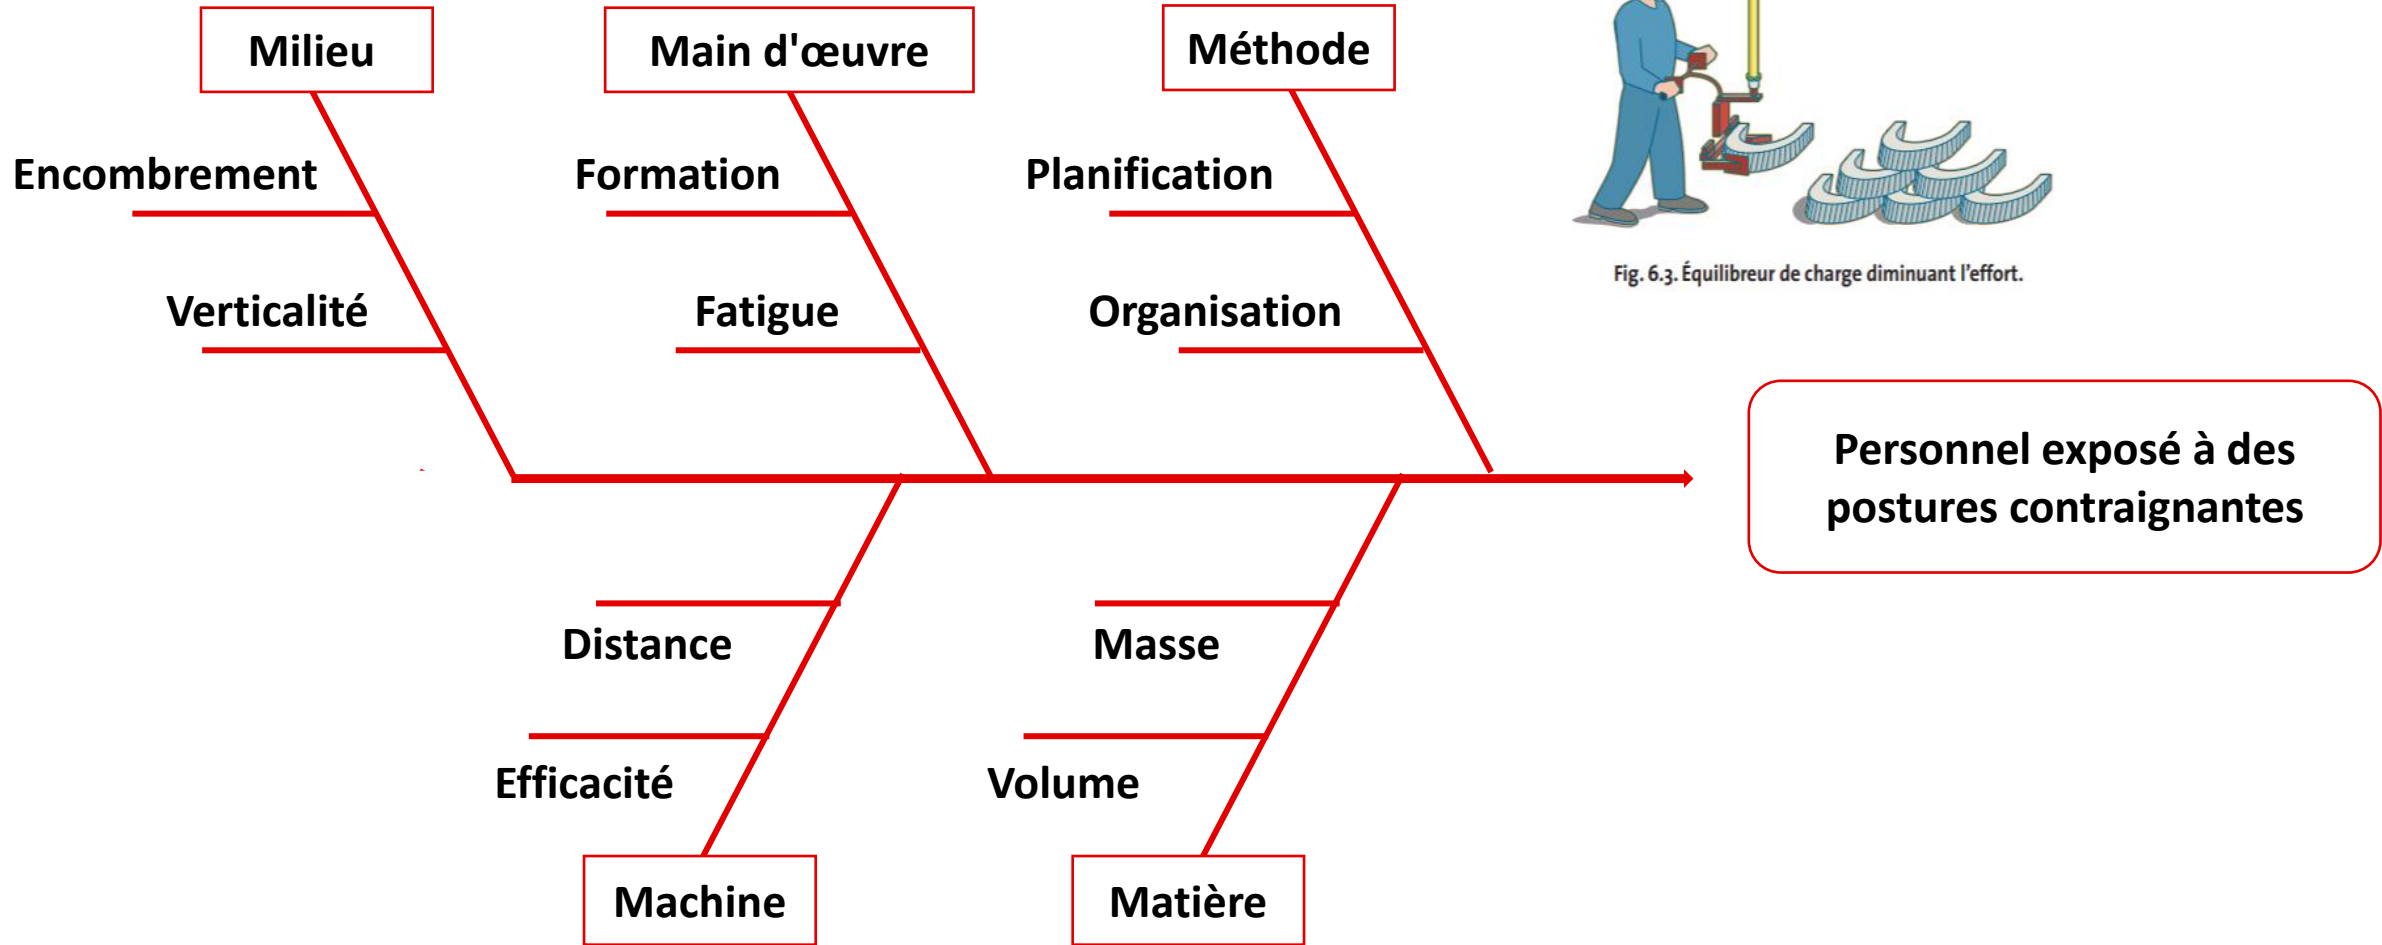 Milieu
Main d'œuvre
Méthode
Encombrement
Formation
Planification
Fig. 6.3. Équilibreur de charge diminuant l'effort.
Verticalité
Fatigue
Organisation
Personnel exposé à des
postures contraignantes
Distance
Masse
Efficacité
Volume
Machine
Matière